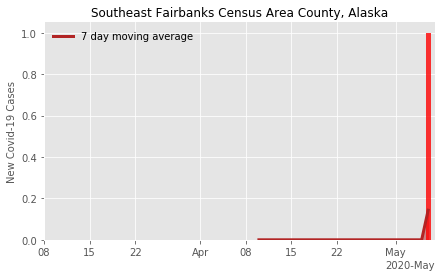 Southeast Fairbanks Census Area County, Alaska
7 day moving average
New Covid-19 Cases
1.0
0.8
0.6
0.4
0.2
0.0
08 15 22 Apr 08 15 22 May
2020-May